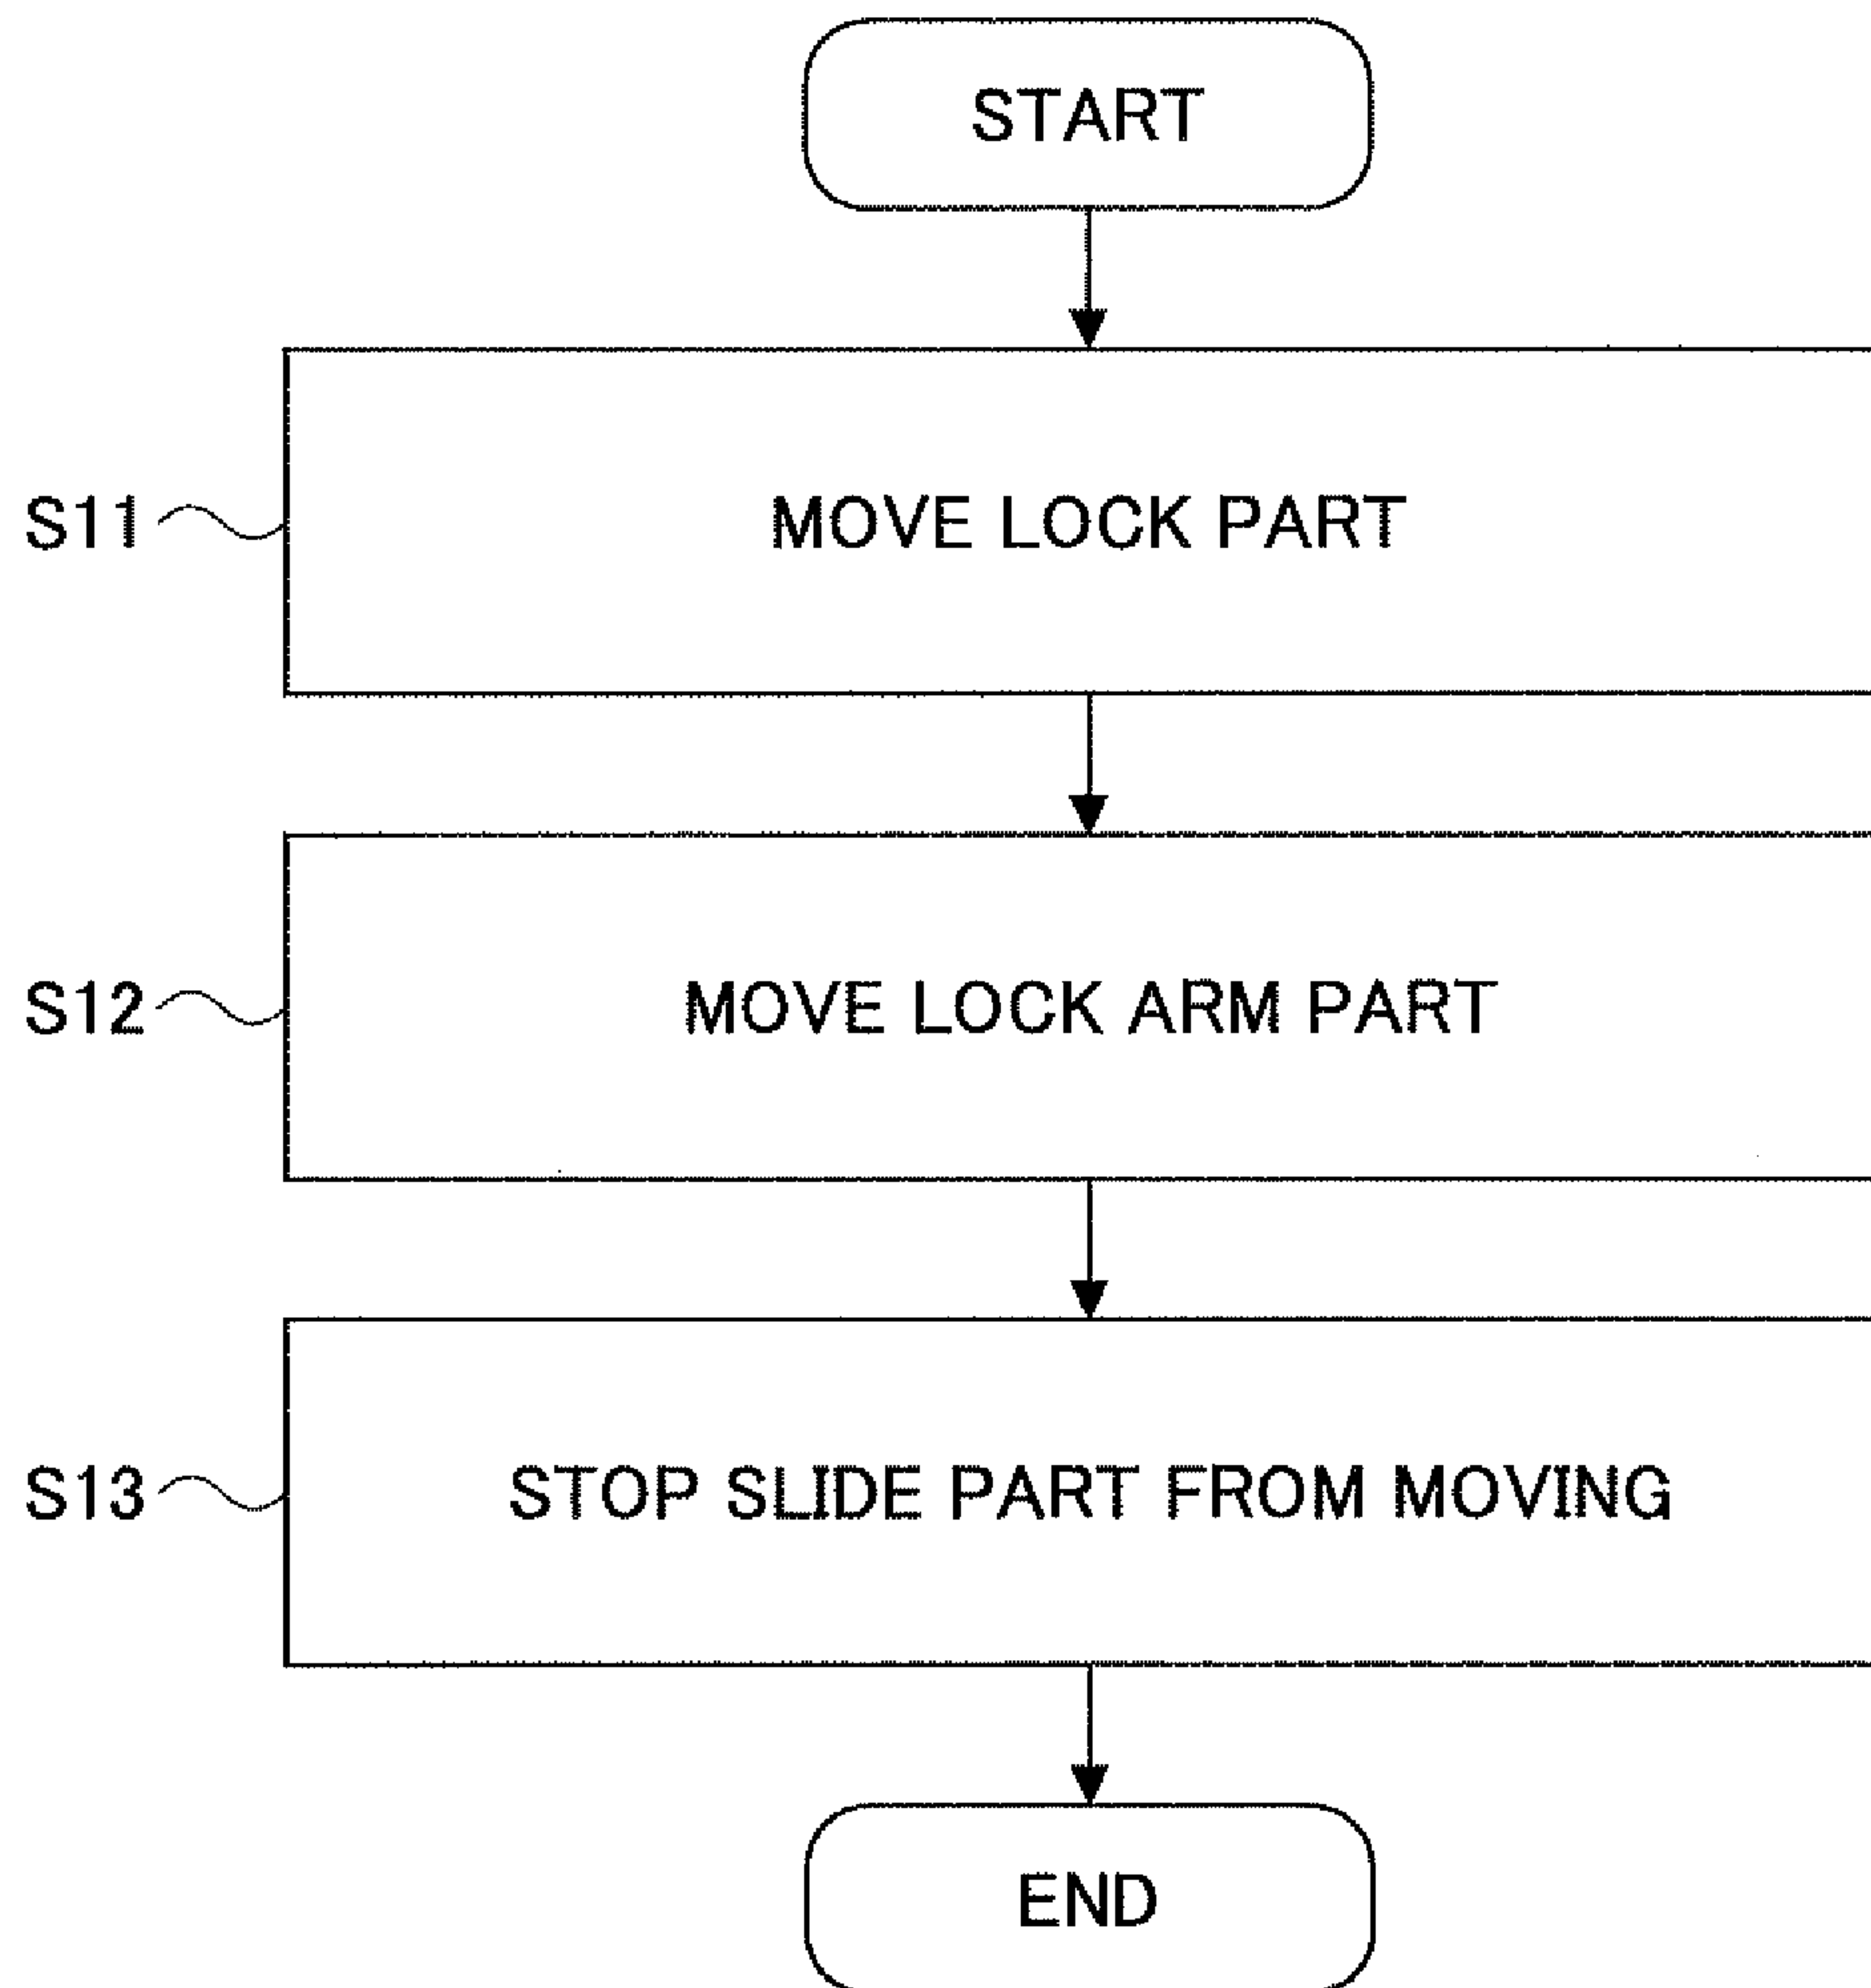 START
S11
MOVE LOCK PART
S12
MOVE LOCK ARM PART
S13
STOP SLIDE PART FROM MOVING
END